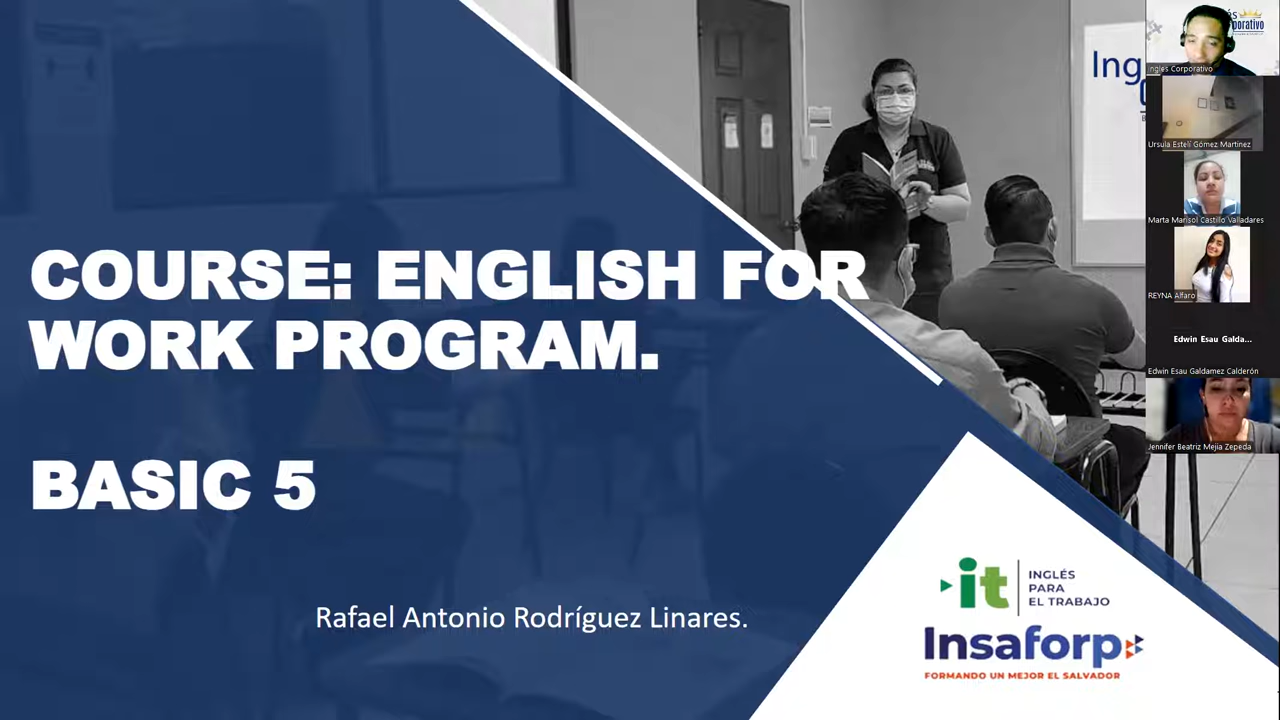 COURSE: ENGLISH FOR
WORK PROGRAM.
BASIC 5
Rafael Antonio Rodríguez Linares.
it
INGLÉS
PARA
EL TRABAJO
Insaforp
FORMANDO UN MEJOR EL SALVADOR
Ing
Ingles Corporativo
Ursula Estelí Gómez Martinez
Marta Marisol Castillo Valladares
REYNA Alfaro
Edwin Esau Galda...
Edwin Esau Galdamez Calderón
Jennifer Beatriz Mejía Zepeda